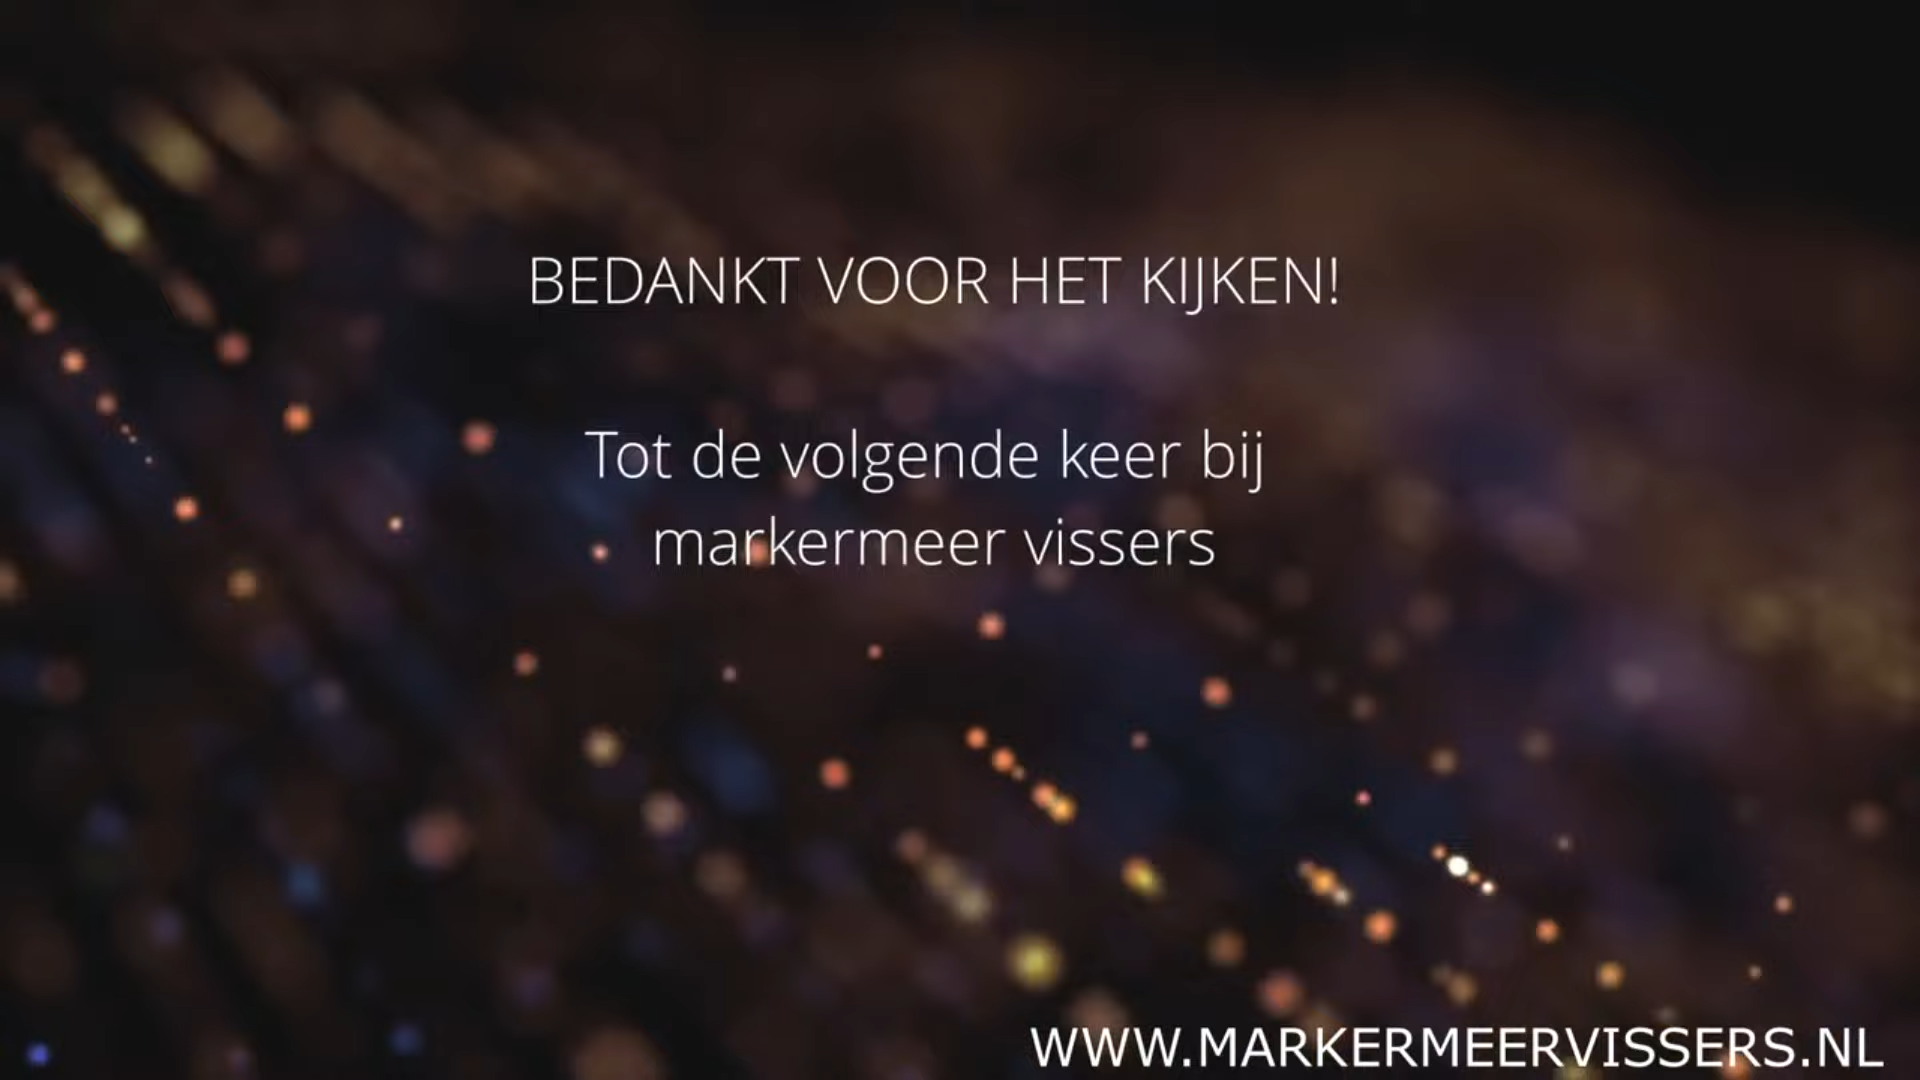 BEDANKT VOOR HET KIJKEN!
Tot de volgende keer bij
markermeer vissers
WWW.MARKERMEERVISSERS.NL